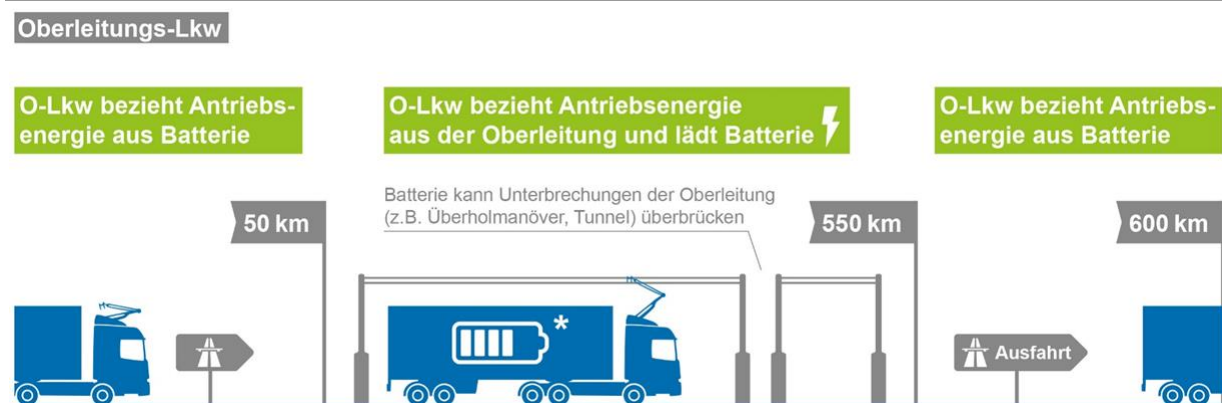 Oberleitungs-Lkw
O-Lkw bezieht Antriebs-
energie aus Batterie
O-Lkw bezieht Antriebsenergie
aus der Oberleitung und lädt Batterie
O-Lkw bezieht Antriebs-
energie aus Batterie
Batterie kann Unterbrechungen der Oberleitung
(z.B. Überholmanöver, Tunnel) überbrücken
50 km
550 km
600 km
*
Ausfahrt